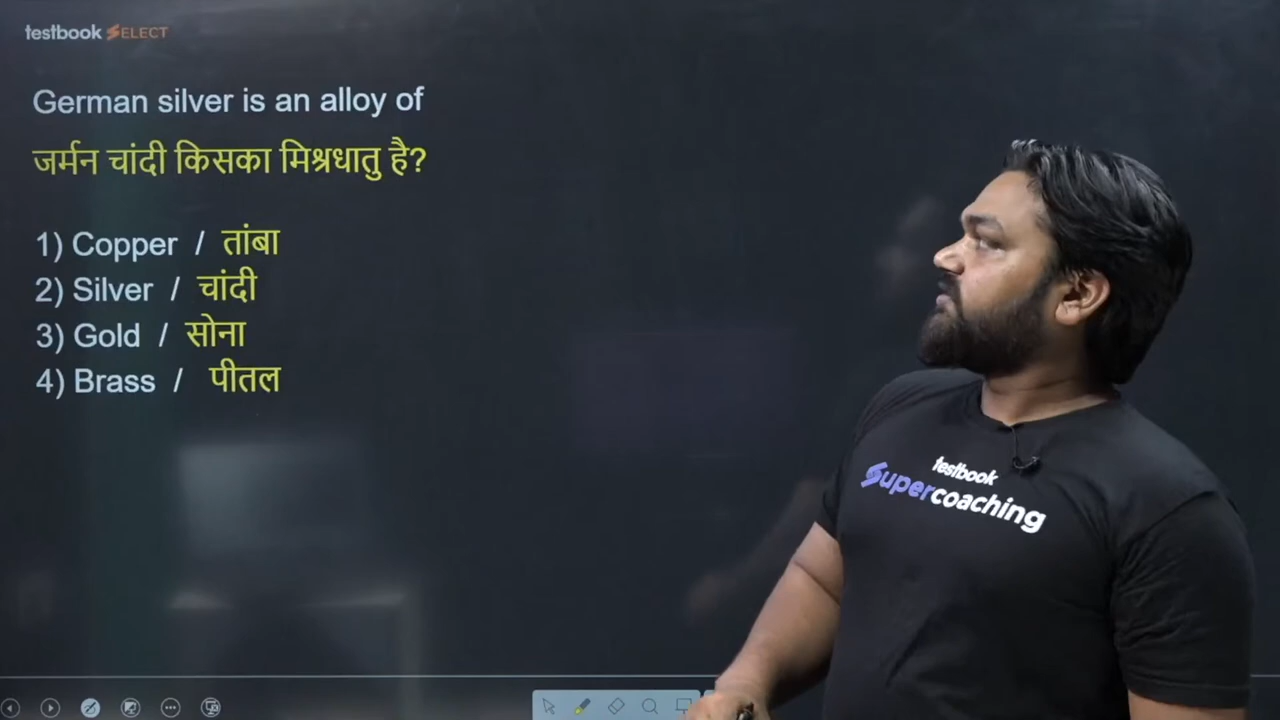 testbook SELECT
German silver is an alloy of
जर्मन चांदी किसका मिश्रधातु है?
1) Copper / तांबा
2) Silver / चांदी
3) Gold / सोना
4) Brass / पीतल
testbook
Supercoaching